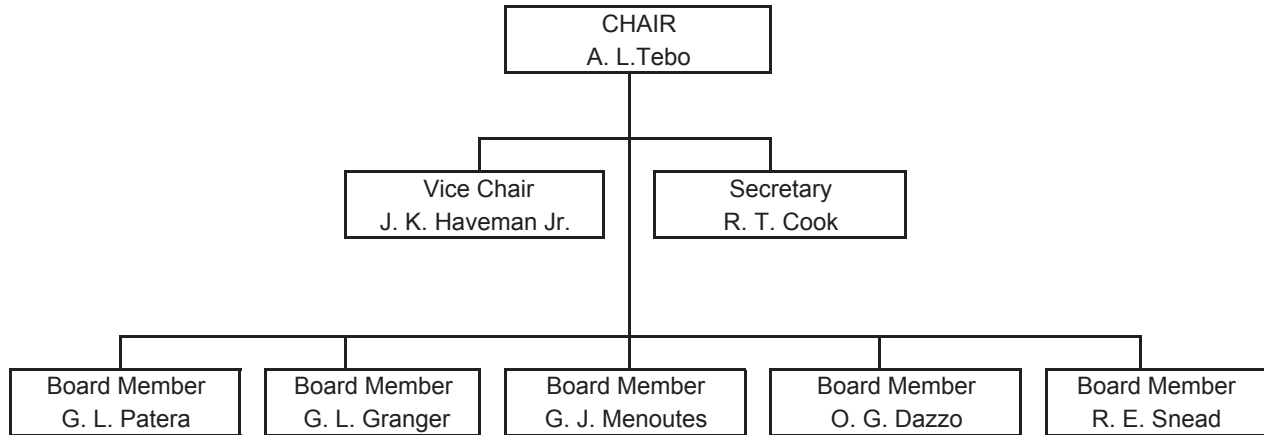 CHAIR
A. L.Tebo
Vice Chair
J. K. Haveman Jr.
Secretary
R. T. Cook
Board Member
G. L. Patera
Board Member
G. L. Granger
Board Member
G. J. Menoutes
Board Member
O. G. Dazzo
Board Member
R. E. Snead